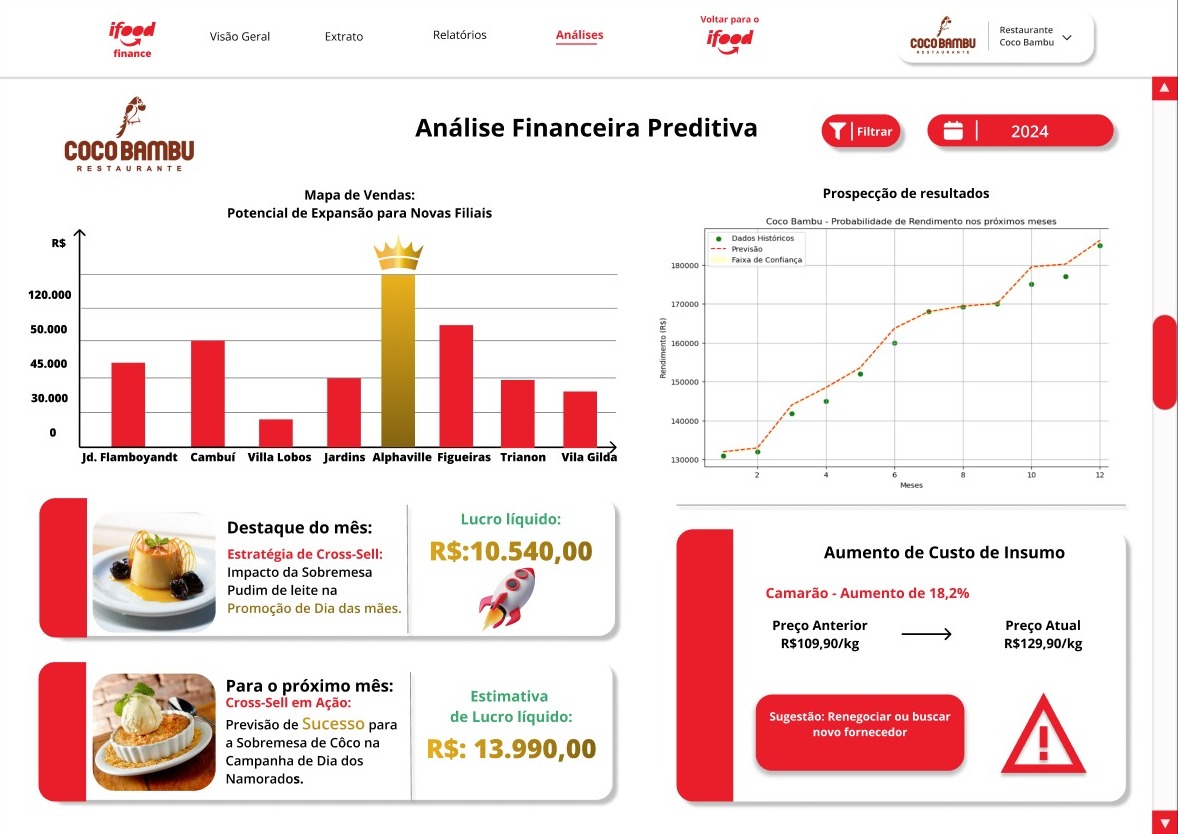 ifood
finance
Visão Geral
Extrato
Relatórios
Análises
Voltar para o
ifood
COCO BAMBU
RESTAURANTE
Restaurante
Coco Bambu
COCO BAMBU
RESTAURANTE
Análise Financeira Preditiva
Filtrar
2024
Mapa de Vendas:
Potencial de Expansão para Novas Filiais
R$
120.000
50.000
45.000
30.000
0
Jd. Flamboyandt
Cambuí
Villa Lobos
Jardins
Alphaville
Figueiras
Trianon
Vila Gilda
Prospecção de resultados
Coco Bambu - Probabilidade de Rendimento nos próximos meses
Dados Históricos
Previsão
Faixa de Confiança
Rendimento (R$)
180000
170000
160000
150000
140000
130000
2
4
6
8
10
12
Meses
Destaque do mês:
Estratégia de Cross-Sell:
Impacto da Sobremesa
Pudim de leite na
Promoção de Dia das mães.
Lucro líquido:
R$:10.540,00
Para o próximo mês:
Cross-Sell em Ação:
Previsão de Sucesso para
a Sobremesa de Côco na
Campanha de Dia dos
Namorados.
Estimativa
de Lucro líquido:
R$: 13.990,00
Aumento de Custo de Insumo
Camarão - Aumento de 18,2%
Preço Anterior
R$109,90/kg
Preço Atual
R$129,90/kg
Sugestão: Renegociar ou buscar
novo fornecedor